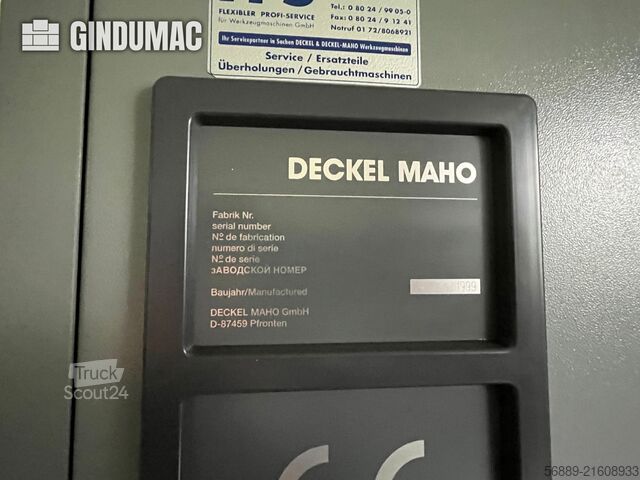 GINDUMAC
FLEXIBLER PROFI-SERVICE
für Werkzeugmaschinen GmbH
Tel.: 0 80 24 / 99 05-0
Fax: 0 80 24 / 9 12 41
Notruf 01 72/8068921
Ihr Servicepartner in Sachen DECKEL & DECKEL-MAHO Werkzeugmaschinen
Service / Ersatzteile
Überholungen / Gebrauchtmaschinen
DECKEL MAHO
Fabrik Nr.
serial number
Nº de fabrication
numero di serie
Nº de serie
зАВОДСКОЙ НОМЕР
Baujahr/Manufactured
1999
DECKEL MAHO GmbH
D-87459 Pfronten
CE
Truck
Scout24
56889-21608933